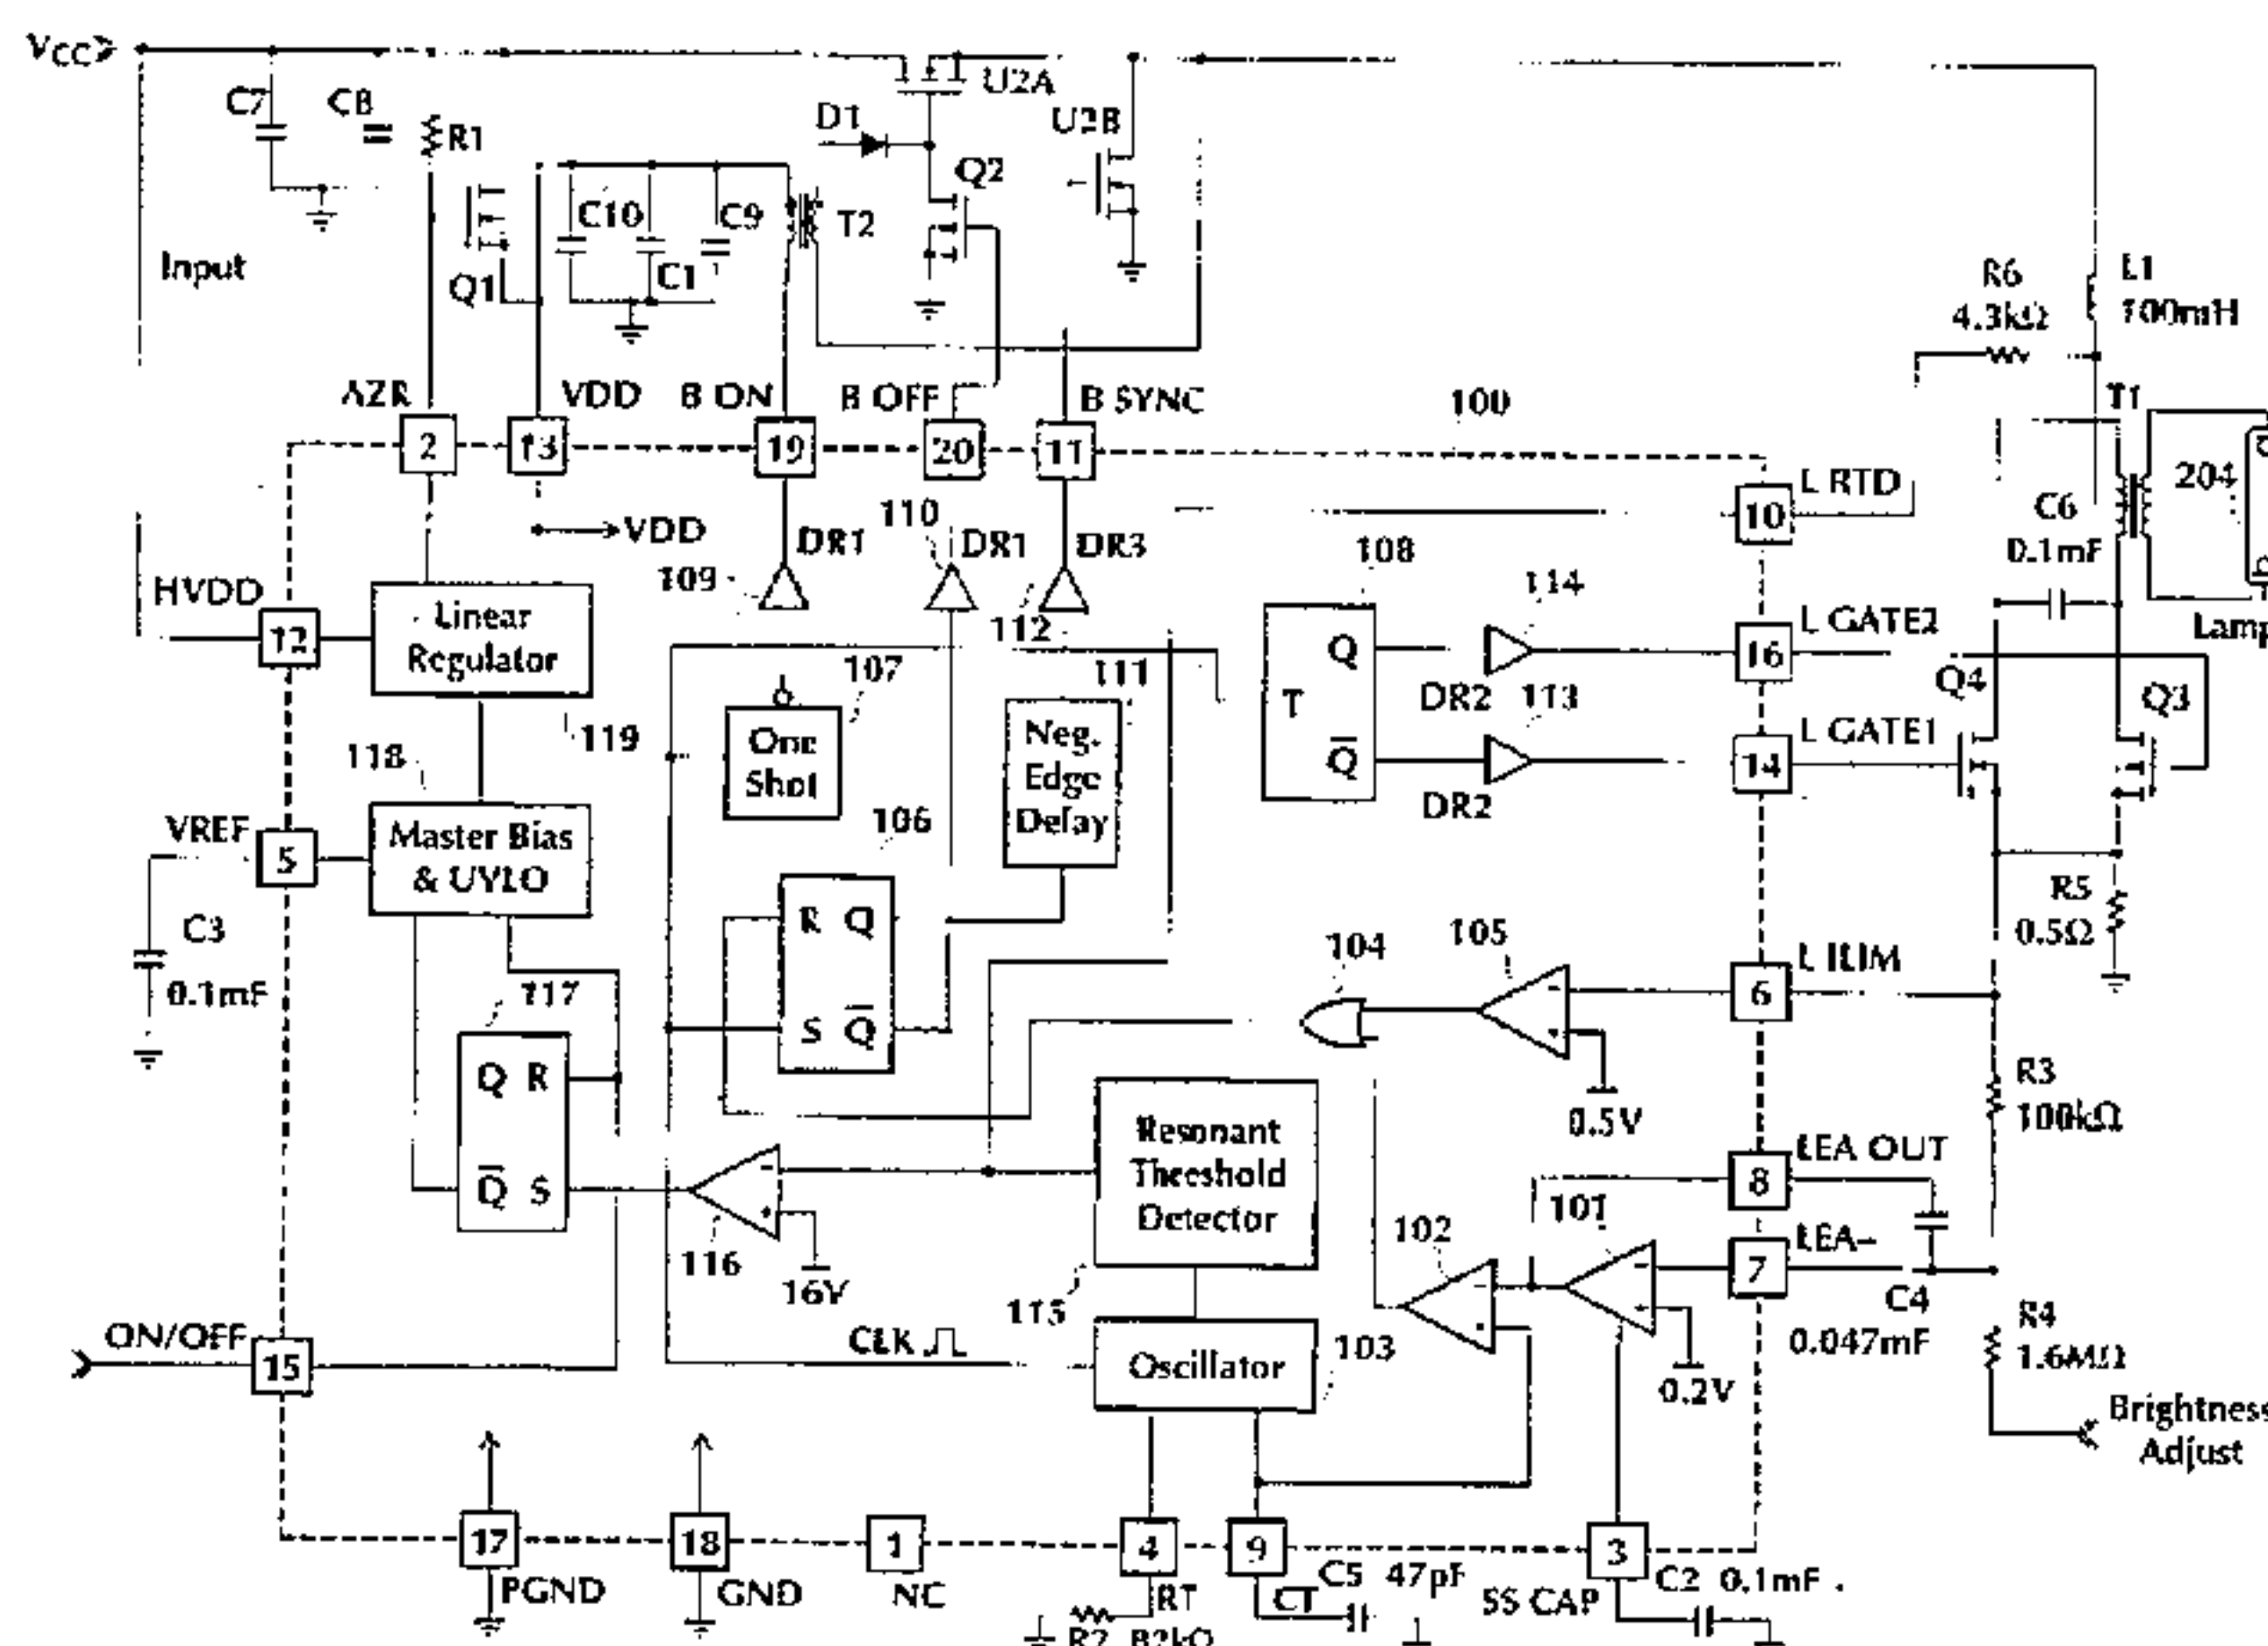 VCC
U2A
C7
C8
D1
U2B
R1
Q2
C10
C9
T2
Input
Q1
C1
R6
4.3kΩ
L1
100mH
AZR
VDD
B ON
B OFF
B SYNC
100
T1
2
13
19
20
11
L RTD
204
10
C6
0.1mF
VDD
110
DR1
DR1
DR3
108
109
114
HVDD
12
Linear
Regulator
112
L GATE2
Lamp
107
111
Q
16
DR2
113
Q4
Q3
T
119
One
Shot
Neg.
Edge
Delay
L GATE1
Q
14
118
DR2
VREF
5
Master Bias
& UVLO
106
R5
0.5Ω
R Q
C3
0.1mF
104
105
L ILIM
6
117
S Q
Q R
0.5V
R3
100kΩ
Resonant
Threshold
Detector
LEA OUT
8
101
Q S
102
LEA-
7
116
16V
115
C4
0.047mF
R4
1.6MΩ
ON/OFF
15
CLK
Oscillator
103
0.2V
Brightness
Adjust
17
18
1
4
9
3
PGND
GND
NC
RT
CT
C5 47pF
SS CAP
C2 0.1mF
R2 82kΩ